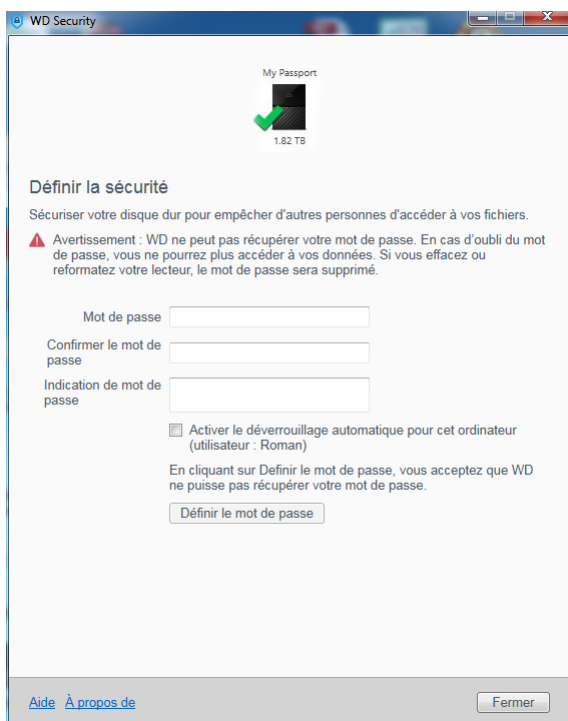 WD Security
My Passport
1.82 TB
Définir la sécurité
Sécuriser votre disque dur pour empêcher d'autres personnes d'accéder à vos fichiers.
Avertissement : WD ne peut pas récupérer votre mot de passe. En cas d'oubli du mot
de passe, vous ne pourrez plus accéder à vos données. Si vous effacez ou
reformatez votre lecteur, le mot de passe sera supprimé.
Mot de passe
Confirmer le mot de
passe
Indication de mot de
passe
Activer le déverrouillage automatique pour cet ordinateur
(utilisateur : Roman)
En cliquant sur Definir le mot de passe, vous acceptez que WD
ne puisse pas récupérer votre mot de passe.
Définir le mot de passe
Aide À propos de
Fermer